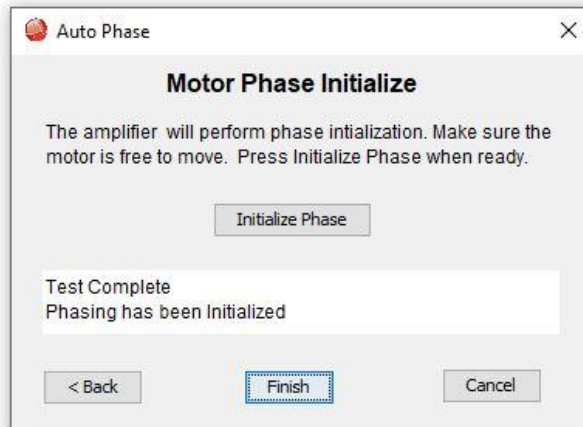 Auto Phase
Motor Phase Initialize
The amplifier will perform phase intialization. Make sure the
motor is free to move. Press Initialize Phase when ready.
Initialize Phase
Test Complete
Phasing has been Initialized
< Back
Finish
Cancel